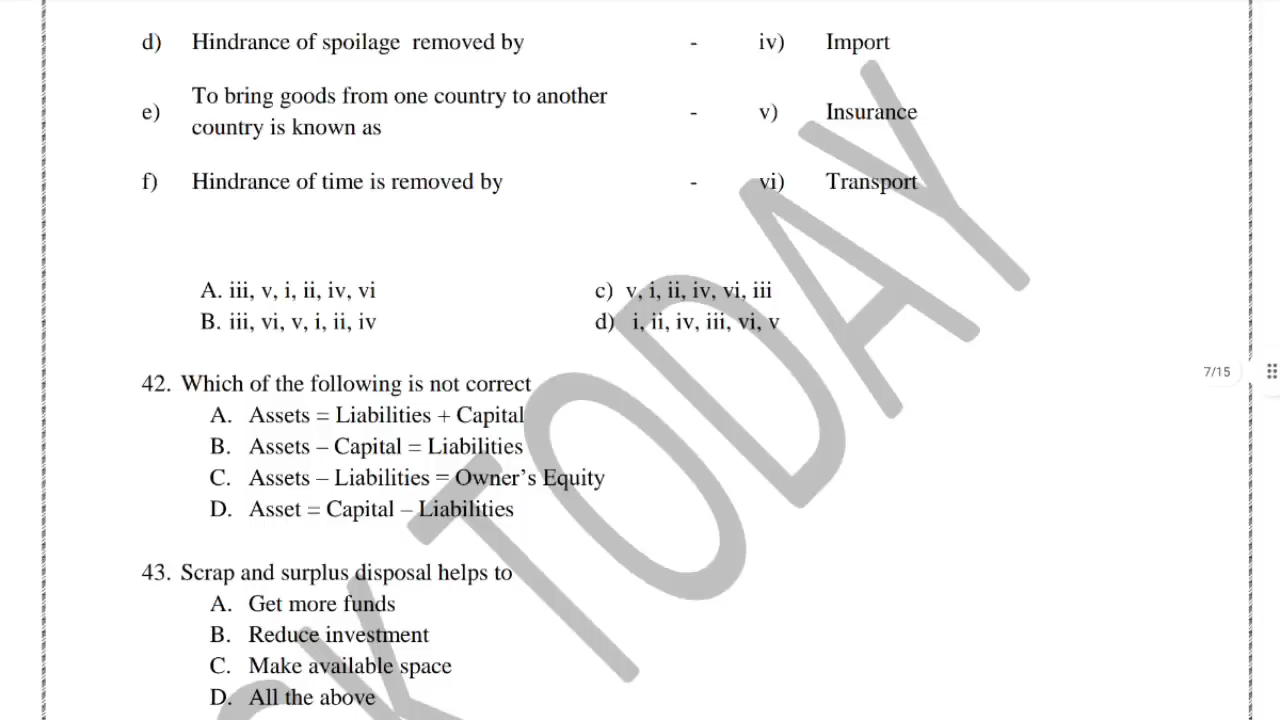 d) Hindrance of spoilage removed by - iv) Import
To bring goods from one country to another
e) - v) Insurance
country is known as
f) Hindrance of time is removed by - vi) Transport
A. iii, v, i, ii, iv, vi c) v, i, ii, iv, vi, iii
B. iii, vi, v, i, ii, iv d) i, ii, iv, iii, vi, v
42. Which of the following is not correct
7/15
A. Assets = Liabilities + Capital
B. Assets – Capital = Liabilities
C. Assets – Liabilities = Owner’s Equity
D. Asset = Capital – Liabilities
43. Scrap and surplus disposal helps to
A. Get more funds
B. Reduce investment
C. Make available space
D. All the above
TODAY